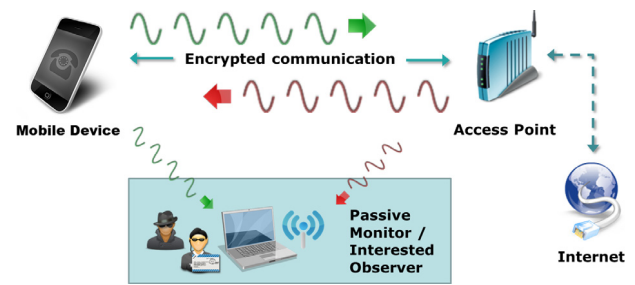 Encrypted communication
Mobile Device
Access Point
Passive
Monitor /
Interested
Observer
Internet